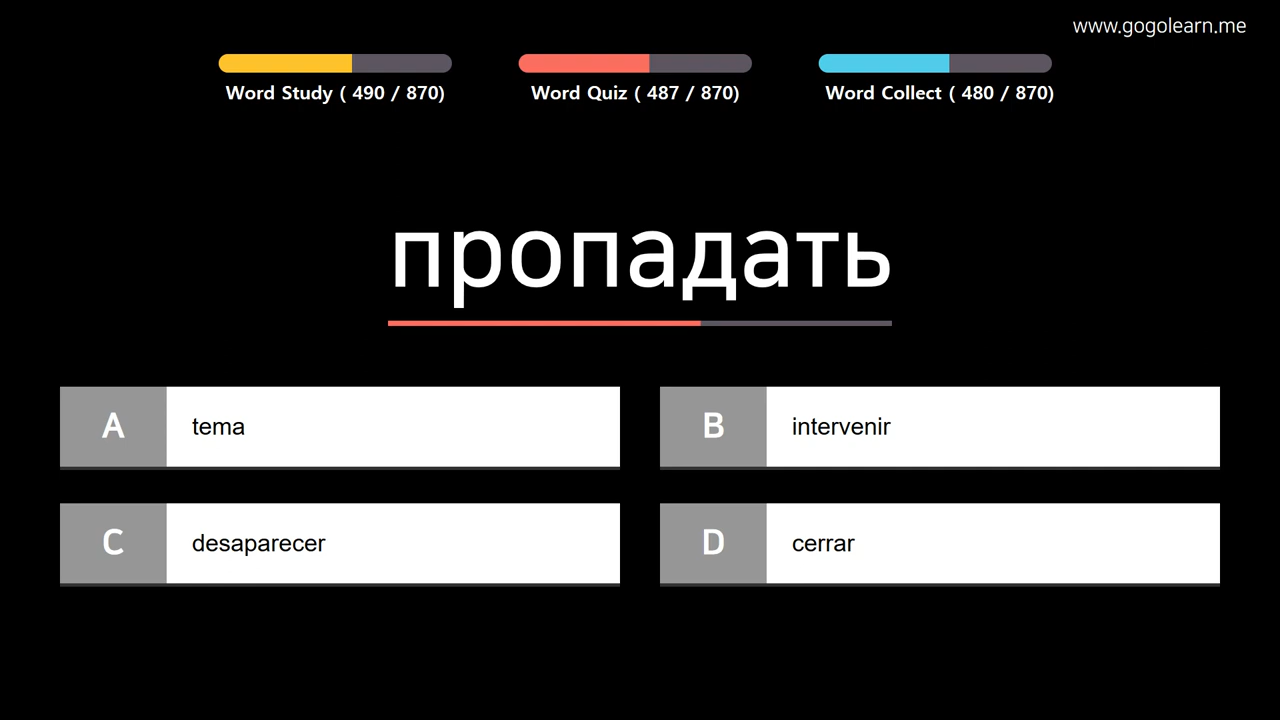 www.gogolearn.me
Word Study ( 490 / 870)
Word Quiz ( 487 / 870)
Word Collect ( 480 / 870)
пропадать
A tema
B intervenir
C desaparecer
D cerrar